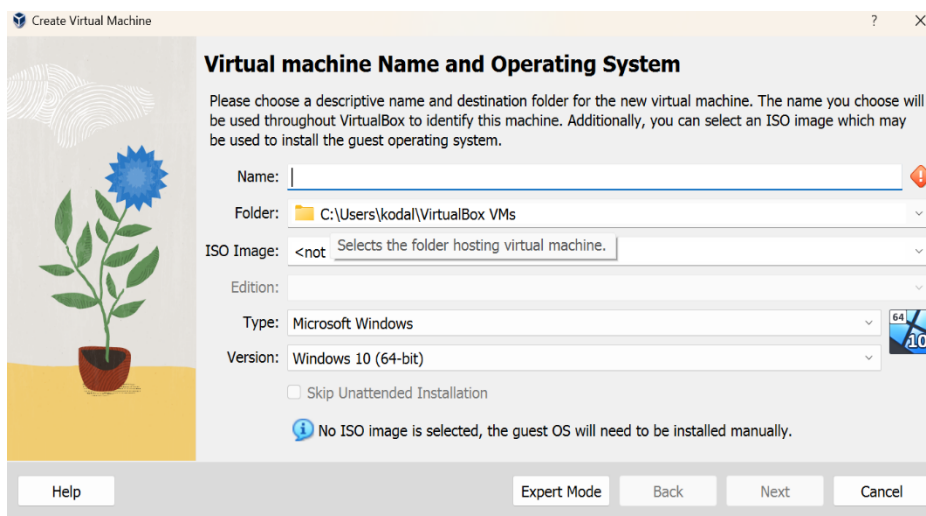 Create Virtual Machine
?
Virtual machine Name and Operating System
Please choose a descriptive name and destination folder for the new virtual machine. The name you choose will
be used throughout VirtualBox to identify this machine. Additionally, you can select an ISO image which may
be used to install the guest operating system.
Name:
Folder: C:\Users\kodal\VirtualBox VMs
ISO Image: <not
Selects the folder hosting virtual machine.
Edition:
Type: Microsoft Windows
64
10
Version: Windows 10 (64-bit)
Skip Unattended Installation
No ISO image is selected, the guest OS will need to be installed manually.
Help Expert Mode Back Next Cancel